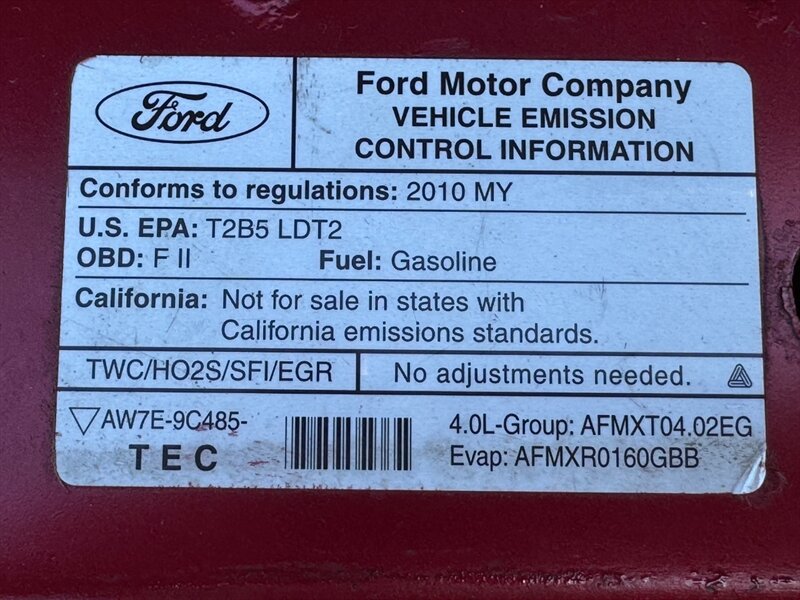 Ford
Ford Motor Company
VEHICLE EMISSION
CONTROL INFORMATION
Conforms to regulations: 2010 MY
U.S. EPA: T2B5 LDT2
OBD: F II Fuel: Gasoline
California: Not for sale in states with
California emissions standards.
TWC/HO2S/SFI/EGR No adjustments needed.
AW7E-9C485-
TEC
4.0L-Group: AFMXT04.02EG
Evap: AFMXR0160GBB